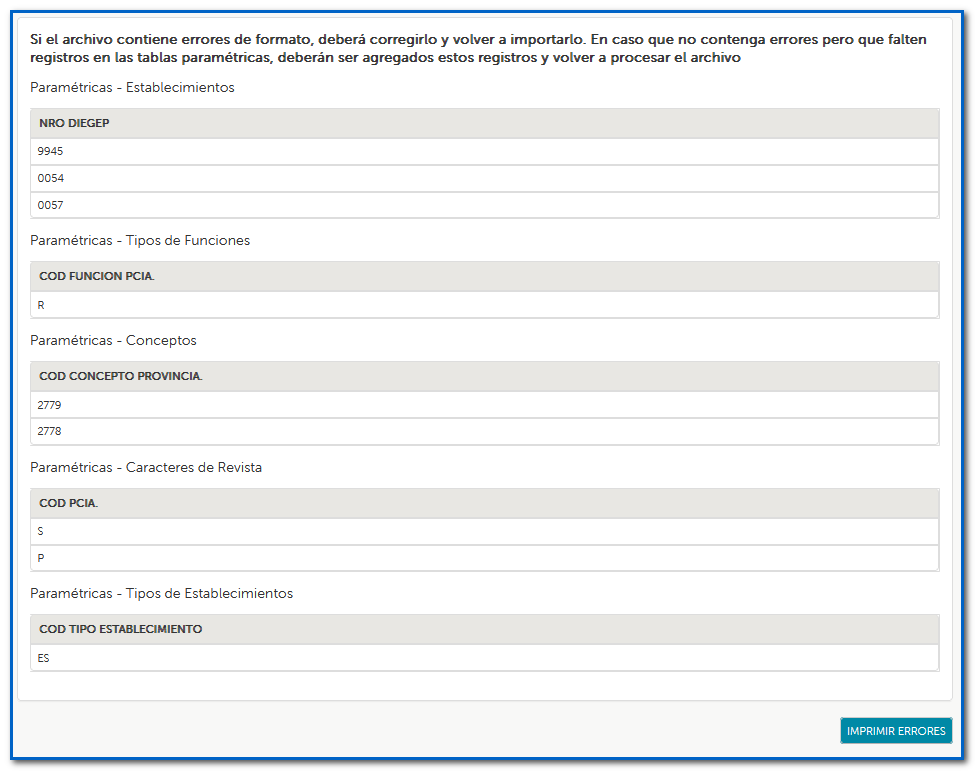 Si el archivo contiene errores de formato, deberá corregirlo y volver a importarlo. En caso que no contenga errores pero que falten
registros en las tablas paramétricas, deberán ser agregados estos registros y volver a procesar el archivo
Paramétricas - Establecimientos
NRO DIEGEP
9945
0054
0057
Paramétricas - Tipos de Funciones
COD FUNCION PCIA.
R
Paramétricas - Conceptos
COD CONCEPTO PROVINCIA.
2779
2778
Paramétricas - Caracteres de Revista
COD PCIA.
S
P
Paramétricas - Tipos de Establecimientos
COD TIPO ESTABLECIMIENTO
ES
IMPRIMIR ERRORES